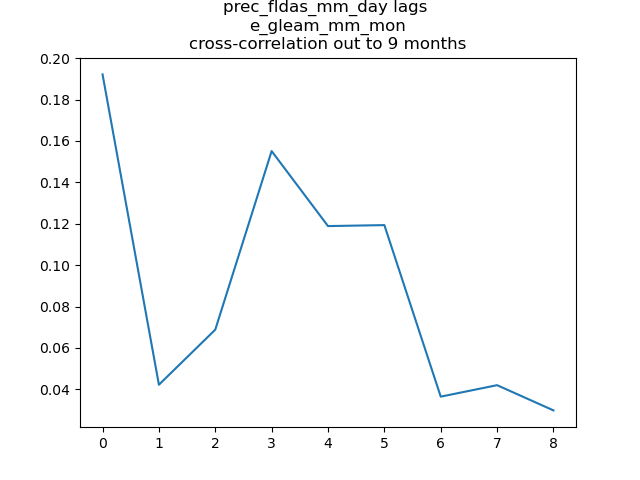 prec_fldas_mm_day lags
e_gleam_mm_mon
cross-correlation out to 9 months
0.20
0.18
0.16
0.14
0.12
0.10
0.08
0.06
0.04
0 1 2 3 4 5 6 7 8